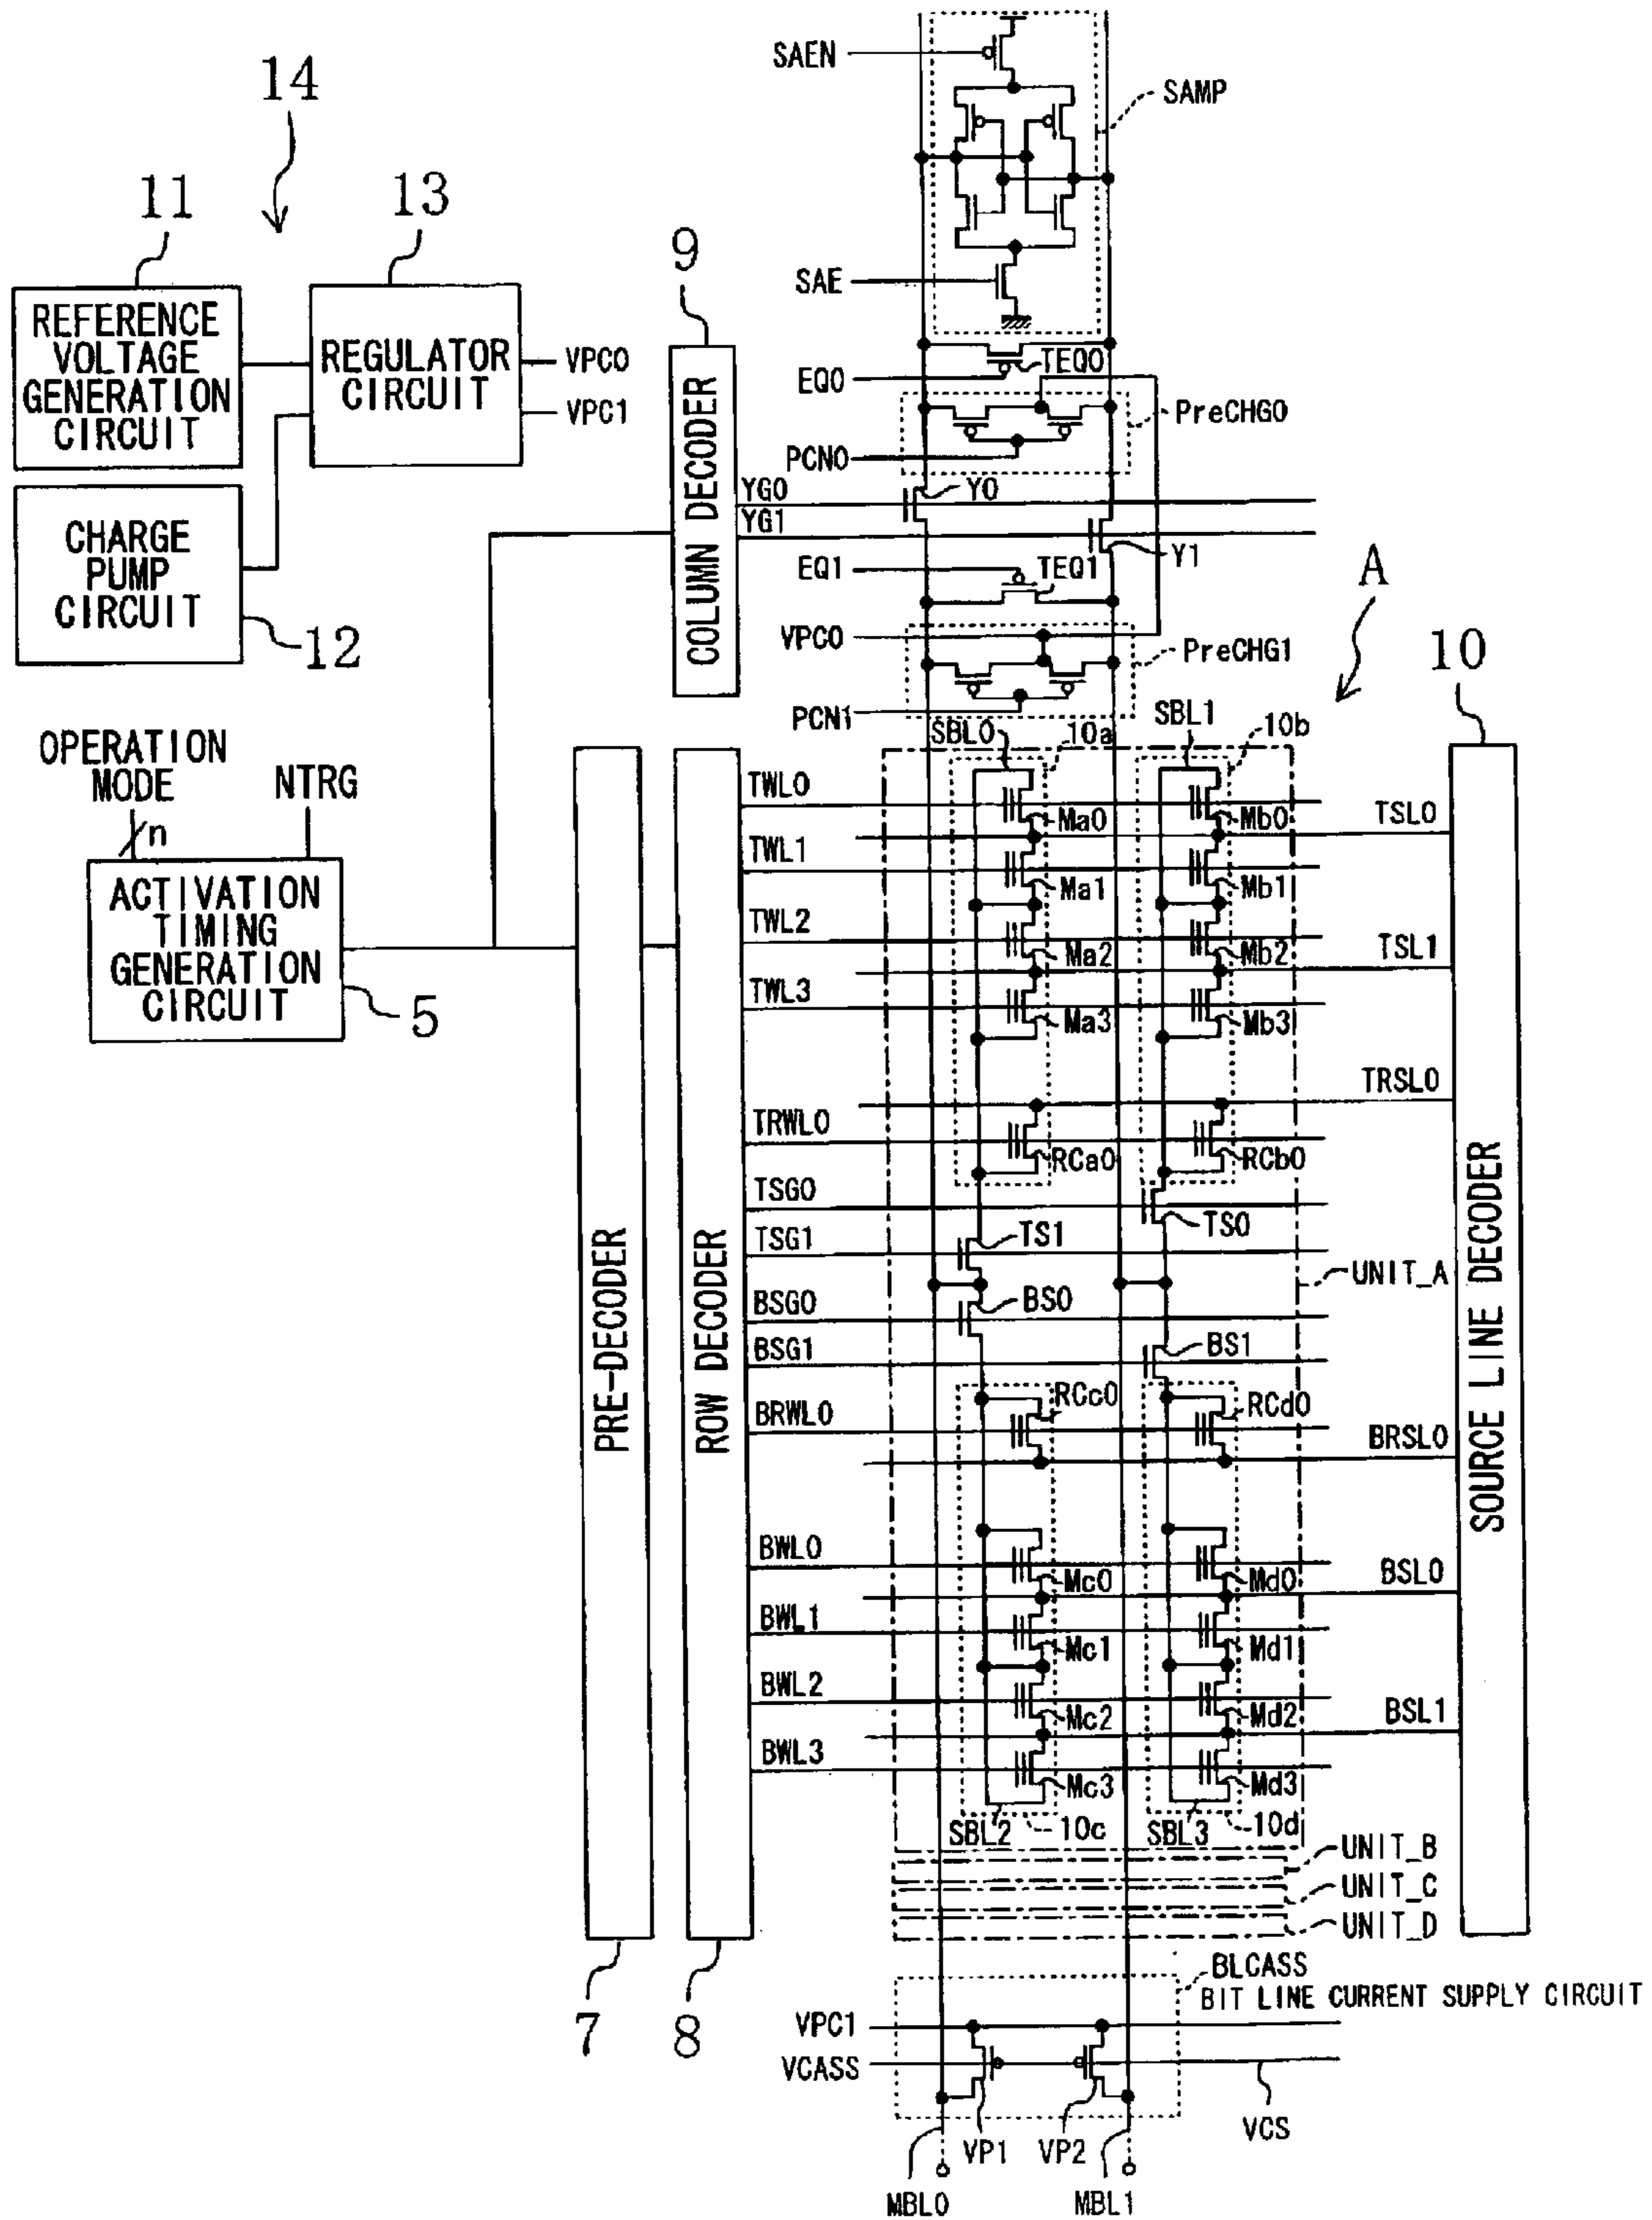 SAEN
SAMP
14
11
13
9
SAE
REFERENCE
VOLTAGE
GENERATION
CIRCUIT
REGULATOR
CIRCUIT
VPC0
VPC1
TEQ0
EQ0
PreCHG0
PCN0
COLUMN DECODER
YG0
Y0
YG1
Y1
CHARGE
PUMP
CIRCUIT
12
EQ1
TEQ1
A
VPC0
PreCHG1
10
PCN1
OPERATION
MODE
n
NTRG
SBL0
10a
SBL1
10b
TWL0
Ma0
Mb0
TSL0
TWL1
Ma1
Mb1
ACTIVATION
TIMING
GENERATION
CIRCUIT
5
TWL2
Ma2
Mb2
TSL1
TWL3
Ma3
Mb3
TRSL0
TRWL0
RCa0
RCb0
TSG0
TS0
TSG1
TS1
UNIT_A
BSG0
BS0
BSG1
BS1
PRE-DECODER
ROW DECODER
SOURCE LINE DECODER
RCc0
RCd0
BRWL0
BRSL0
BWL0
Mc0
Md0
BSL0
BWL1
Mc1
Md1
BWL2
Mc2
Md2
BSL1
BWL3
Mc3
Md3
SBL2
10c
SBL3
10d
UNIT_B
UNIT_C
UNIT_D
7
8
BLCASS
BIT LINE CURRENT SUPPLY CIRCUIT
VPC1
VCASS
VCS
VP1
VP2
MBL0
MBL1